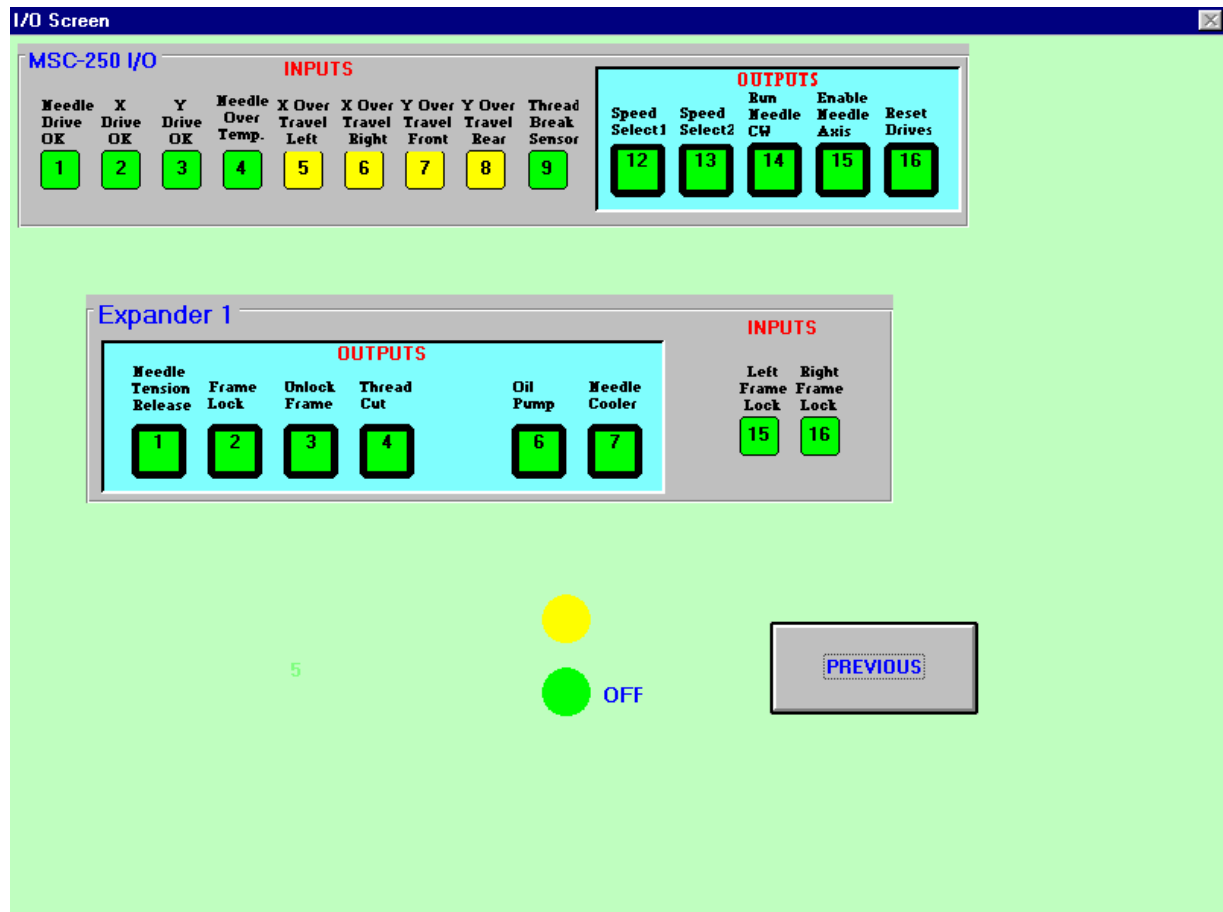 I/O Screen
MSC-250 I/O
INPUTS
Needle Drive OK
X Drive OK
Y Drive OK
Needle Over Temp.
X Over Travel Left
X Over Travel Right
Y Over Travel Front
Y Over Travel Rear
Thread Break Sensor
1 2 3 4 5 6 7 8 9
OUTPUTS
Speed Select1
Speed Select2
Run Needle CW
Enable Needle Axis
Reset Drives
12 13 14 15 16
Expander 1
OUTPUTS
Needle Tension Release
Frame Lock
Unlock Frame
Thread Cut
Oil Pump
Needle Cooler
1 2 3 4 6 7
INPUTS
Left Frame Lock
Right Frame Lock
15 16
5
OFF
PREVIOUS